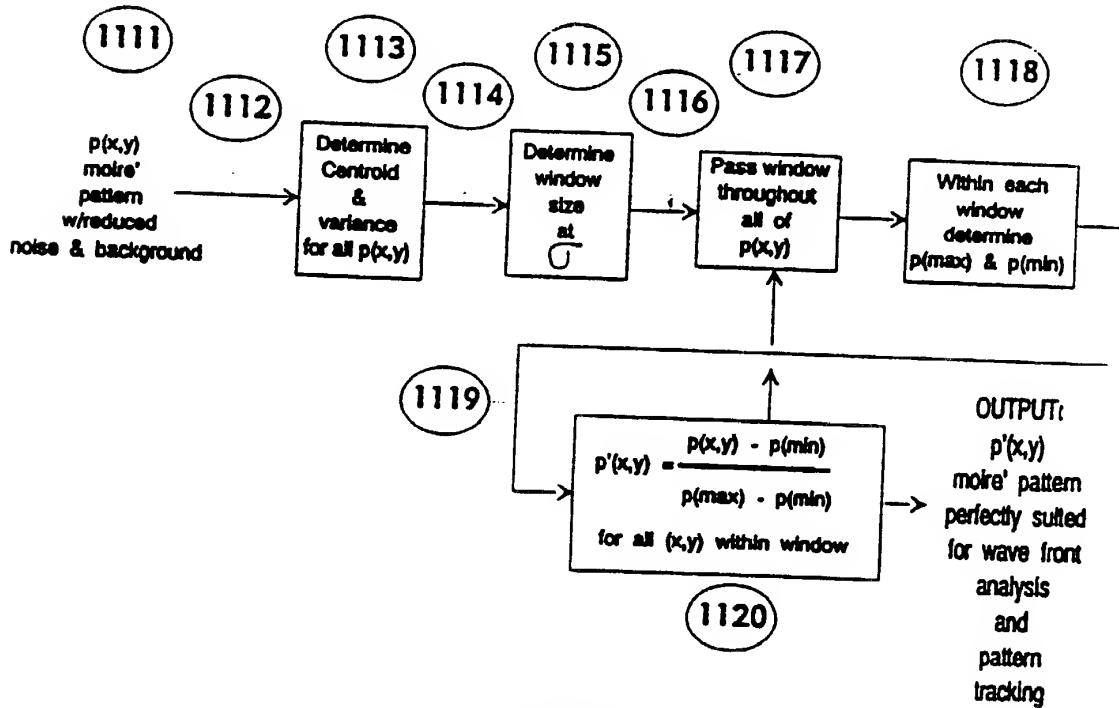 1111
1112
1113
1114
1115
1116
1117
1118
p(x,y)
moire'
pattern
w/reduced
noise & background
Determine
Centroid
&
variance
for all p(x,y)
Determine
window
size
at
σ
Pass window
throughout
all of
p(x,y)
Within each
window
determine
p(max) & p(min)
1119
p'(x,y) = p(x,y) - p(min)
p(max) - p(min)
for all (x,y) within window
1120
OUTPUT:
p'(x,y)
moire' pattern
perfectly suited
for wave front
analysis
and
pattern
tracking